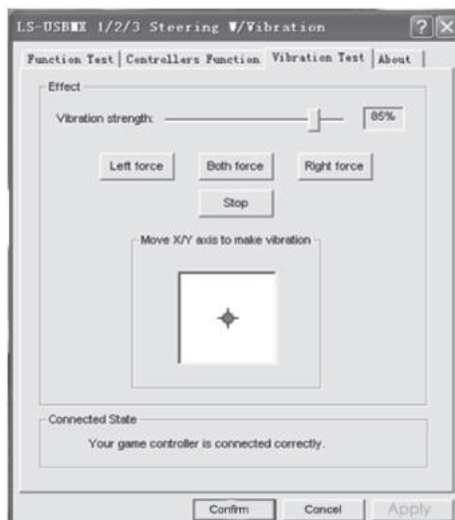 LS-USBMX 1/2/3 Steering W/Vibration
Function Test Controllers Function Vibration Test About
Effect
Vibration strength: 85%
Left force Both force Right force
Stop
Move X/Y axis to make vibration
Connected State
Your game controller is connected correctly.
Confirm Cancel Apply